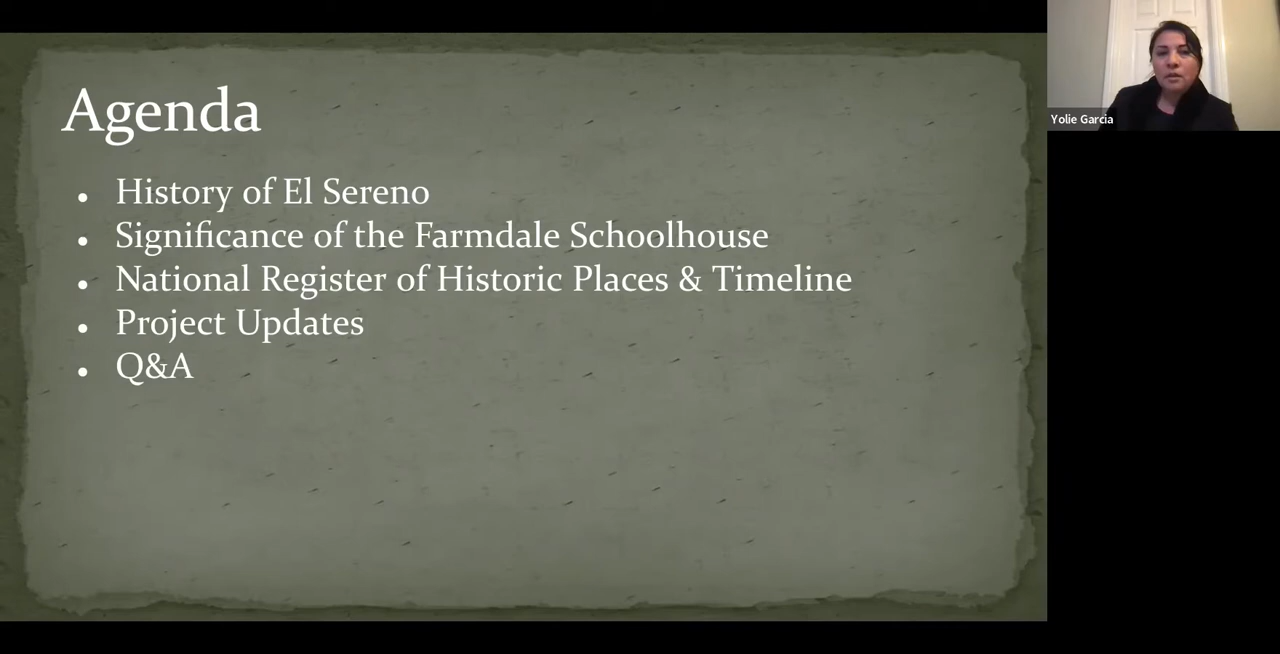 Agenda
• History of El Sereno
• Significance of the Farmdale Schoolhouse
• National Register of Historic Places & Timeline
• Project Updates
• Q&A
Yolie Garcia